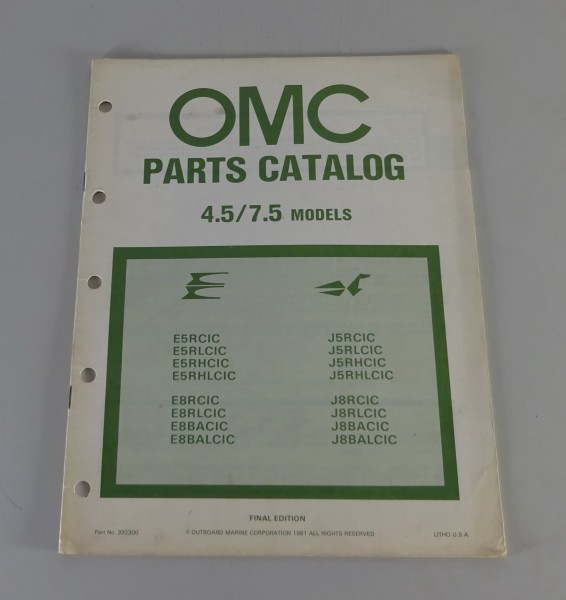 OMC
PARTS CATALOG
4.5/7.5 MODELS
E5RCIC J5RCIC
E5RLCIC J5RLCIC
E5RHCIC J5RHCIC
E5RHLCIC J5RHLCIC
E8RCIC J8RCIC
E8RLCIC J8RLCIC
E8BACIC J8BACIC
E8BALCIC J8BALCIC
FINAL EDITION
Part No. 392300 © OUTBOARD MARINE CORPORATION 1981 ALL RIGHTS RESERVED LITHO U.S.A.